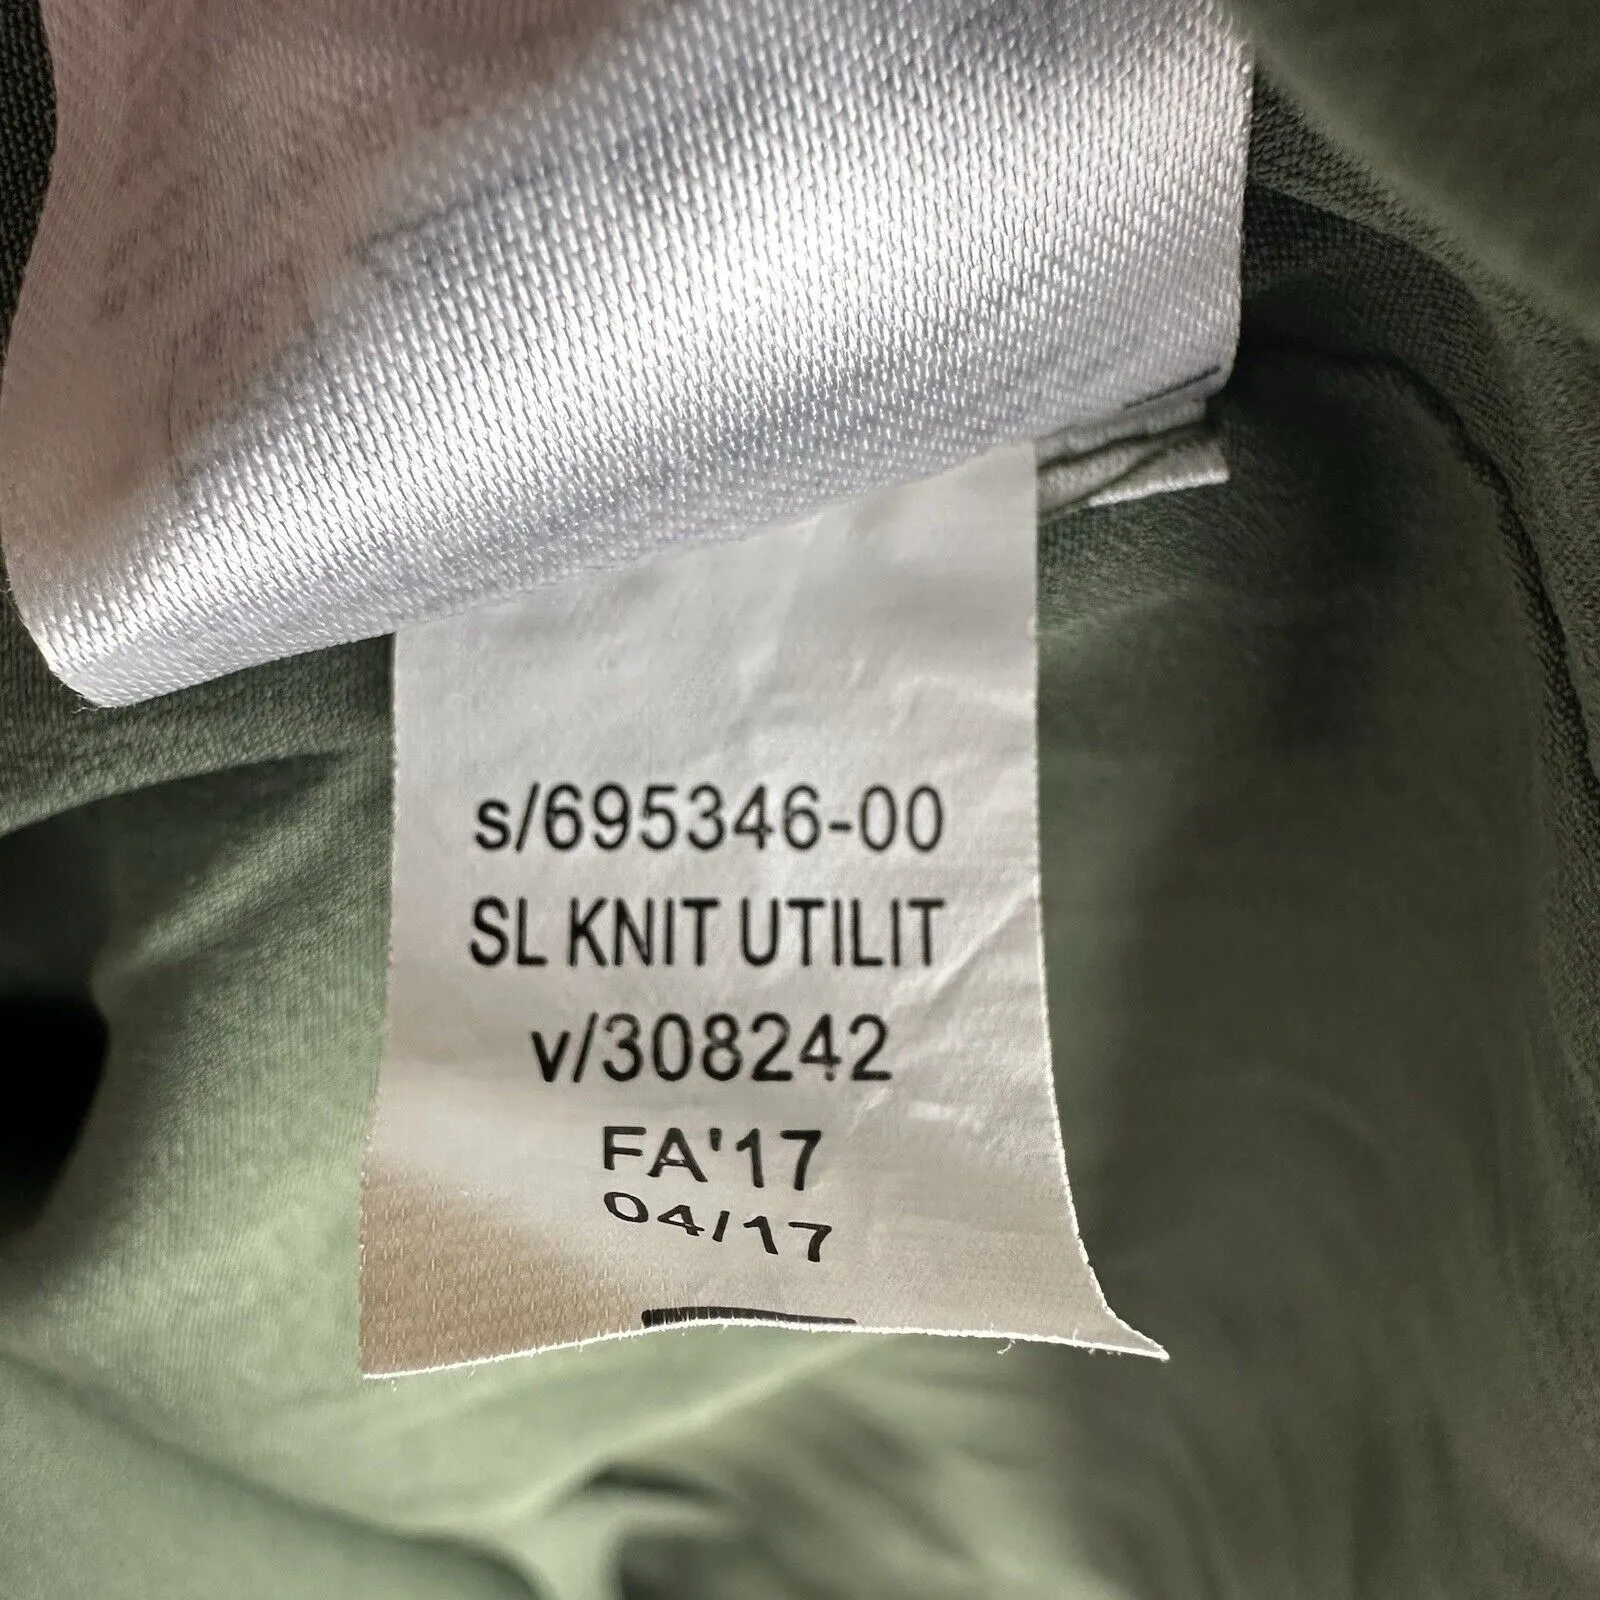 s/695346-00
SL KNIT UTILIT
v/308242
FA'17
04/17